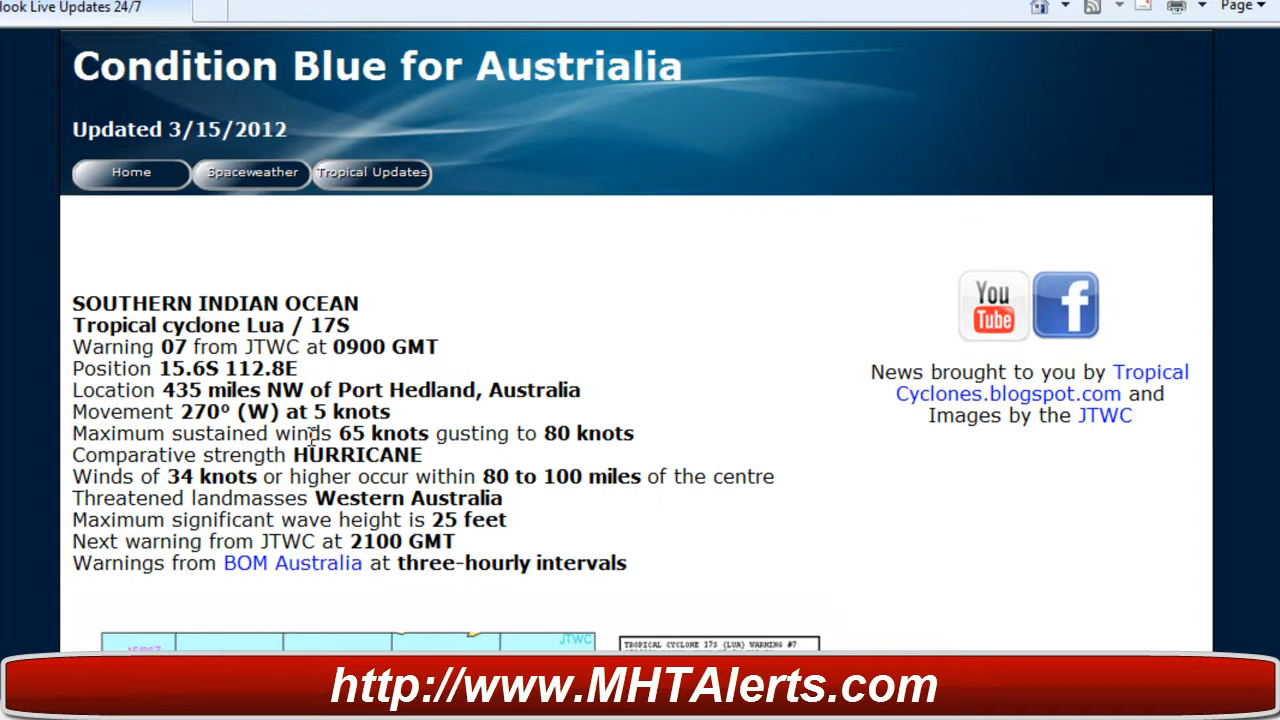 look Live Updates 24/7
Page
Condition Blue for Austrialia
Updated 3/15/2012
Home
Spaceweather
Tropical Updates
SOUTHERN INDIAN OCEAN
Tropical cyclone Lua / 17S
Warning 07 from JTWC at 0900 GMT
Position 15.6S 112.8E
Location 435 miles NW of Port Hedland, Australia
Movement 270º (W) at 5 knots
Maximum sustained winds 65 knots gusting to 80 knots
Comparative strength HURRICANE
Winds of 34 knots or higher occur within 80 to 100 miles of the centre
Threatened landmasses Western Australia
Maximum significant wave height is 25 feet
Next warning from JTWC at 2100 GMT
Warnings from BOM Australia at three-hourly intervals
You
Tube
f
News brought to you by Tropical
Cyclones.blogspot.com and
Images by the JTWC
JTWC
TROPICAL CYCLONE 17S (LUA) WARNING #7
http://www.MHTAlerts.com